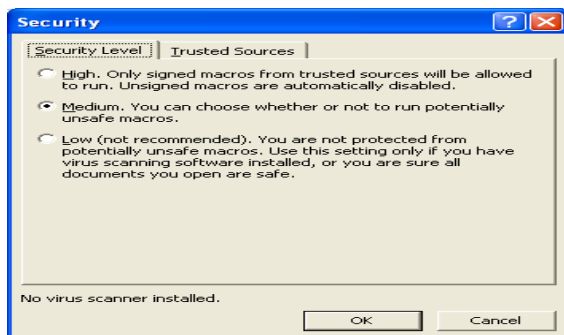 Security
Security Level
Trusted Sources
High. Only signed macros from trusted sources will be allowed
to run. Unsigned macros are automatically disabled.
Medium. You can choose whether or not to run potentially
unsafe macros.
Low (not recommended). You are not protected from
potentially unsafe macros. Use this setting only if you have
virus scanning software installed, or you are sure all
documents you open are safe.
No virus scanner installed.
OK
Cancel